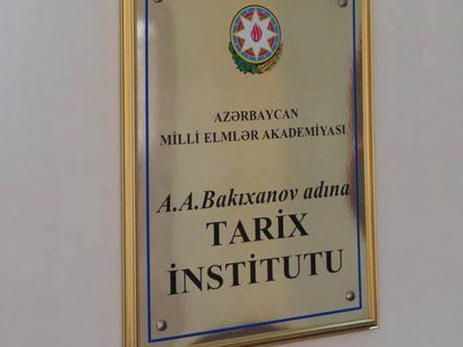 AZƏRBAYCAN
MİLLİ ELMLƏR AKADEMİYASI
A.A.Bakıxanov adına
TARİX
İNSTİTUTU